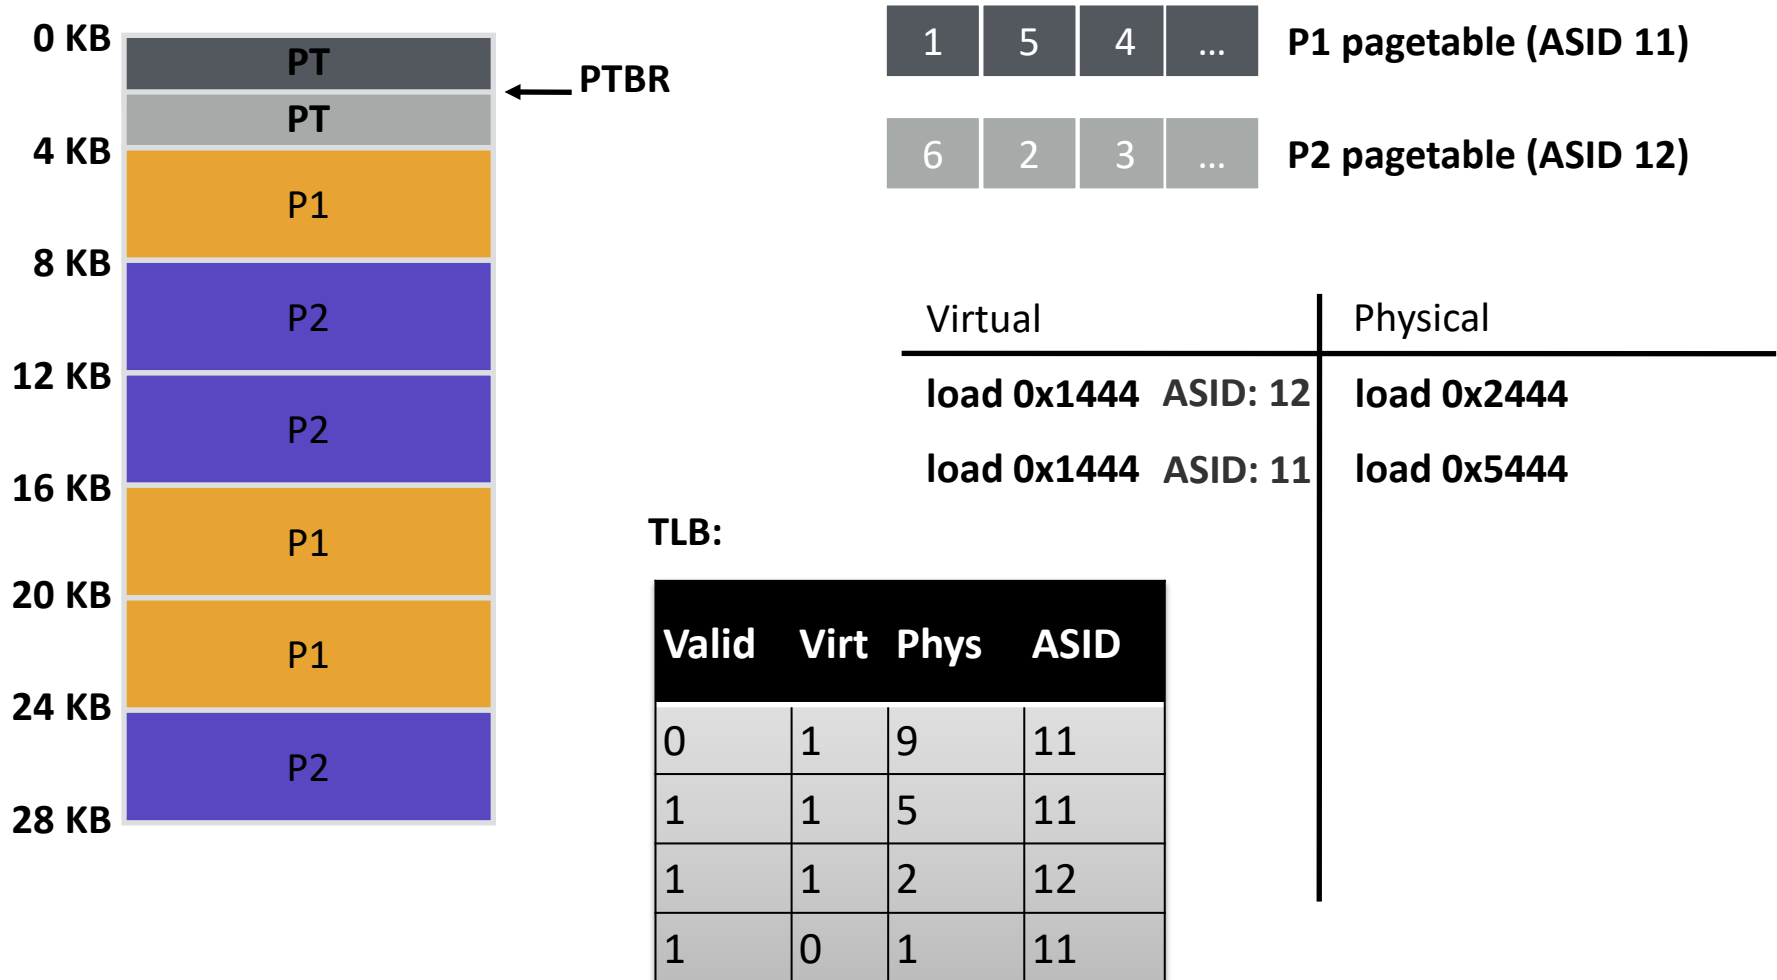 0 KB
PT
PTBR
PT
4 KB
P1
8 KB
P2
12 KB
P2
16 KB
P1
20 KB
P1
24 KB
P2
28 KB
1 5 4 ... P1 pagetable (ASID 11)
6 2 3 ... P2 pagetable (ASID 12)
Virtual Physical
load 0x1444 ASID: 12 load 0x2444
load 0x1444 ASID: 11 load 0x5444
TLB:
Valid Virt Phys ASID
0 1 9 11
1 1 5 11
1 1 2 12
1 0 1 11